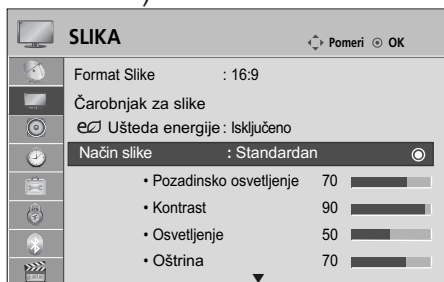 SLIKA
Pomeri OK
Format Slike : 16:9
Čarobnjak za slike
Ušteda energije : Isključeno
Način slike : Standardan
• Pozadinsko osvetljenje 70
• Kontrast 90
• Osvetljenje 50
• Oštrina 70